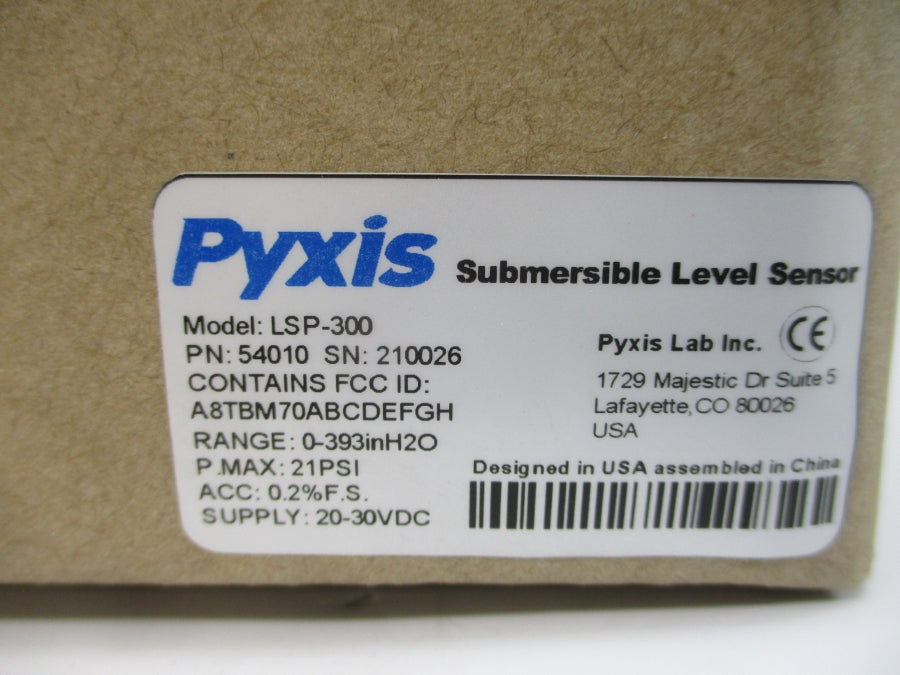 Pyxis Submersible Level Sensor
Model: LSP-300
PN: 54010 SN: 210026
CONTAINS FCC ID:
A8TBM70ABCDEFGH
RANGE: 0-393inH2O
P.MAX: 21PSI
ACC: 0.2%F.S.
SUPPLY: 20-30VDC
Pyxis Lab Inc. CE
1729 Majestic Dr Suite 5
Lafayette, CO 80026
USA
Designed in USA assembled in China